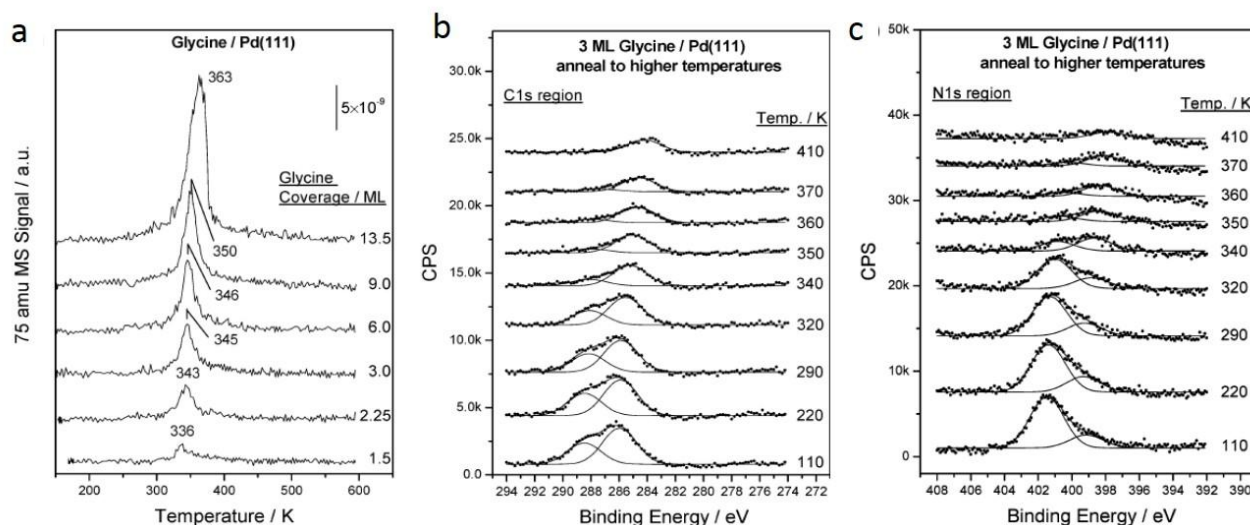 a
Glycine / Pd(111)
363
5×10⁻⁹
Glycine
Coverage / ML
350
13.5
346
9.0
345
6.0
343
3.0
2.25
336
1.5
75 amu MS Signal / a.u.
200 300 400 500 600
Temperature / K
b
3 ML Glycine / Pd(111)
anneal to higher temperatures
C1s region
Temp. / K
30.0k
25.0k
20.0k
15.0k
10.0k
5.0k
0.0
CPS
410
370
360
350
340
320
290
220
110
294 292 290 288 286 284 282 280 278 276 274 272
Binding Energy / eV
c
3 ML Glycine / Pd(111)
anneal to higher temperatures
N1s region
Temp. / K
50k
40k
30k
20k
10k
0
CPS
410
370
360
350
340
320
290
220
110
408 406 404 402 400 398 396 394 392 390
Binding Energy / eV